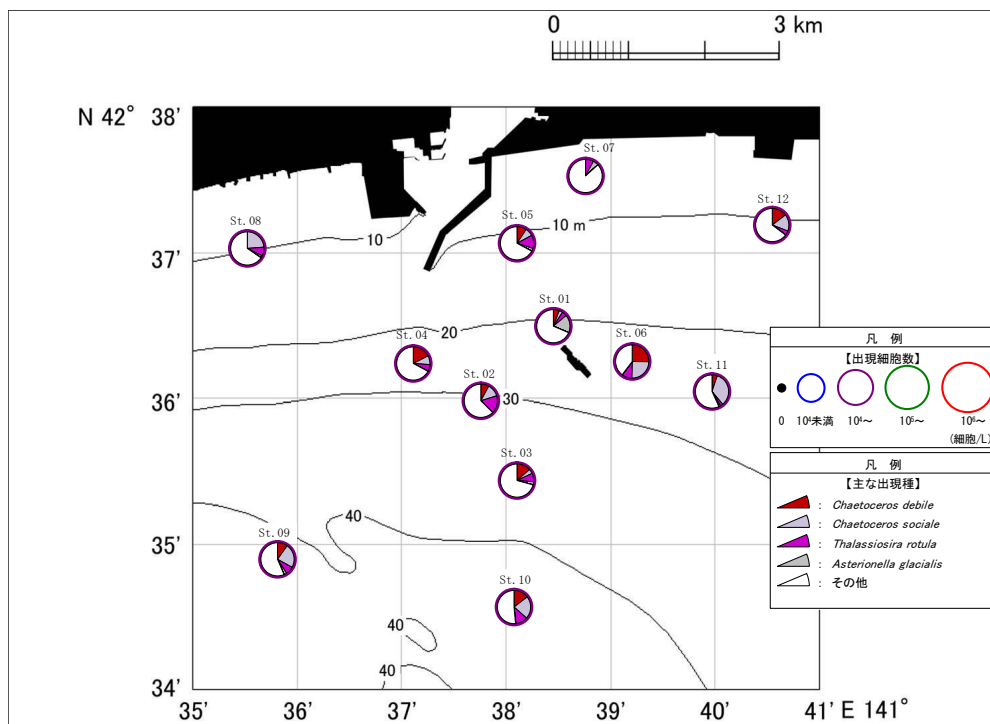 0 3 km
N 42° 38'
37'
36'
35'
34'
35' 36' 37' 38' 39' 40' 41' E 141°
St.07
St.12
St.08
St.05
10
10 m
St.01
20
St.04
St.06
St.11
St.02
30
St.03
40
St.09
St.10
40
40
凡 例
【出現細胞数】
0 10⁴未満 10⁴～ 10⁵～ 10⁶～
(細胞/L)
凡 例
【主な出現種】
: Chaetoceros debile
: Chaetoceros sociale
: Thalassiosira rotula
: Asterionella glacialis
: その他